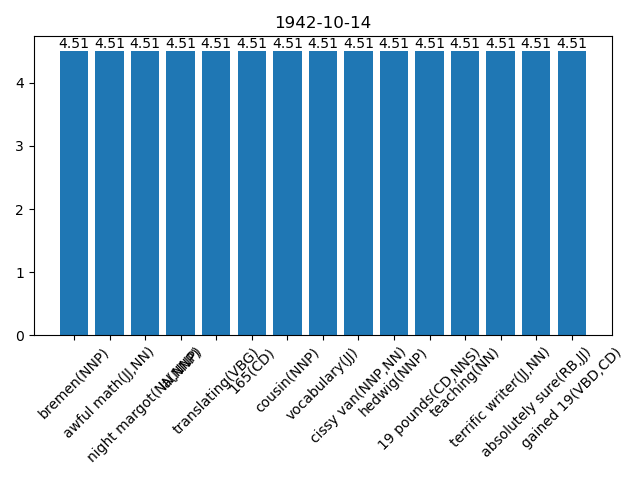 1942-10-14
4.51 4.51 4.51 4.51 4.51 4.51 4.51 4.51 4.51 4.51 4.51 4.51 4.51 4.51 4.51
4
3
2
1
0
bremen(NNP)
awful math(JJ,NN)
night margot(NN,NNP)
translating(VBG)
165(CD)
cousin(NNP)
vocabulary(JJ)
cissy van(NNP,NN)
hedwig(NNP)
19 pounds(CD,NNS)
teaching(NN)
terrific writer(JJ,NN)
absolutely sure(RB,JJ)
gained 19(VBD,CD)